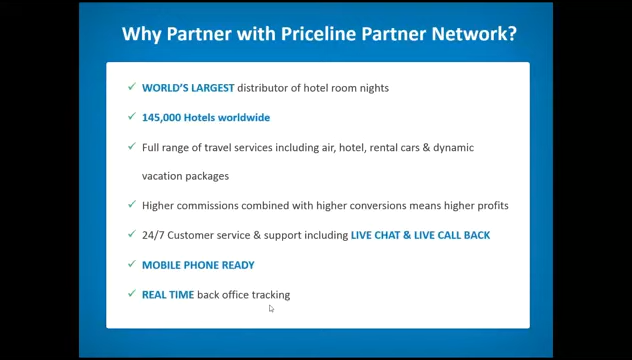 Why Partner with Priceline Partner Network?
WORLD'S LARGEST distributor of hotel room nights
145,000 Hotels worldwide
Full range of travel services including air, hotel, rental cars & dynamic
vacation packages
Higher commissions combined with higher conversions means higher profits
24/7 Customer service & support including LIVE CHAT & LIVE CALL BACK
MOBILE PHONE READY
REAL TIME back office tracking